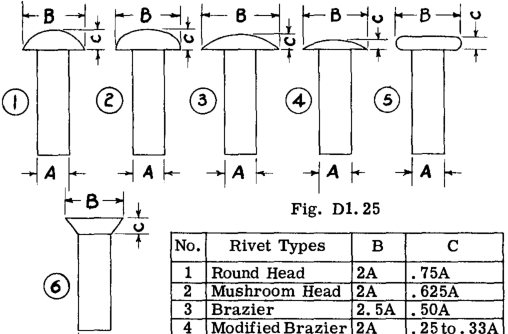 B C B C B C B C B C
1 2 3 4 5
A A A A A
B
C
6
Fig. D1.25
No. Rivet Types B C
1 Round Head 2A .75A
2 Mushroom Head 2A .625A
3 Brazier 2.5A .50A
4 Modified Brazier 2A .25 to .33A